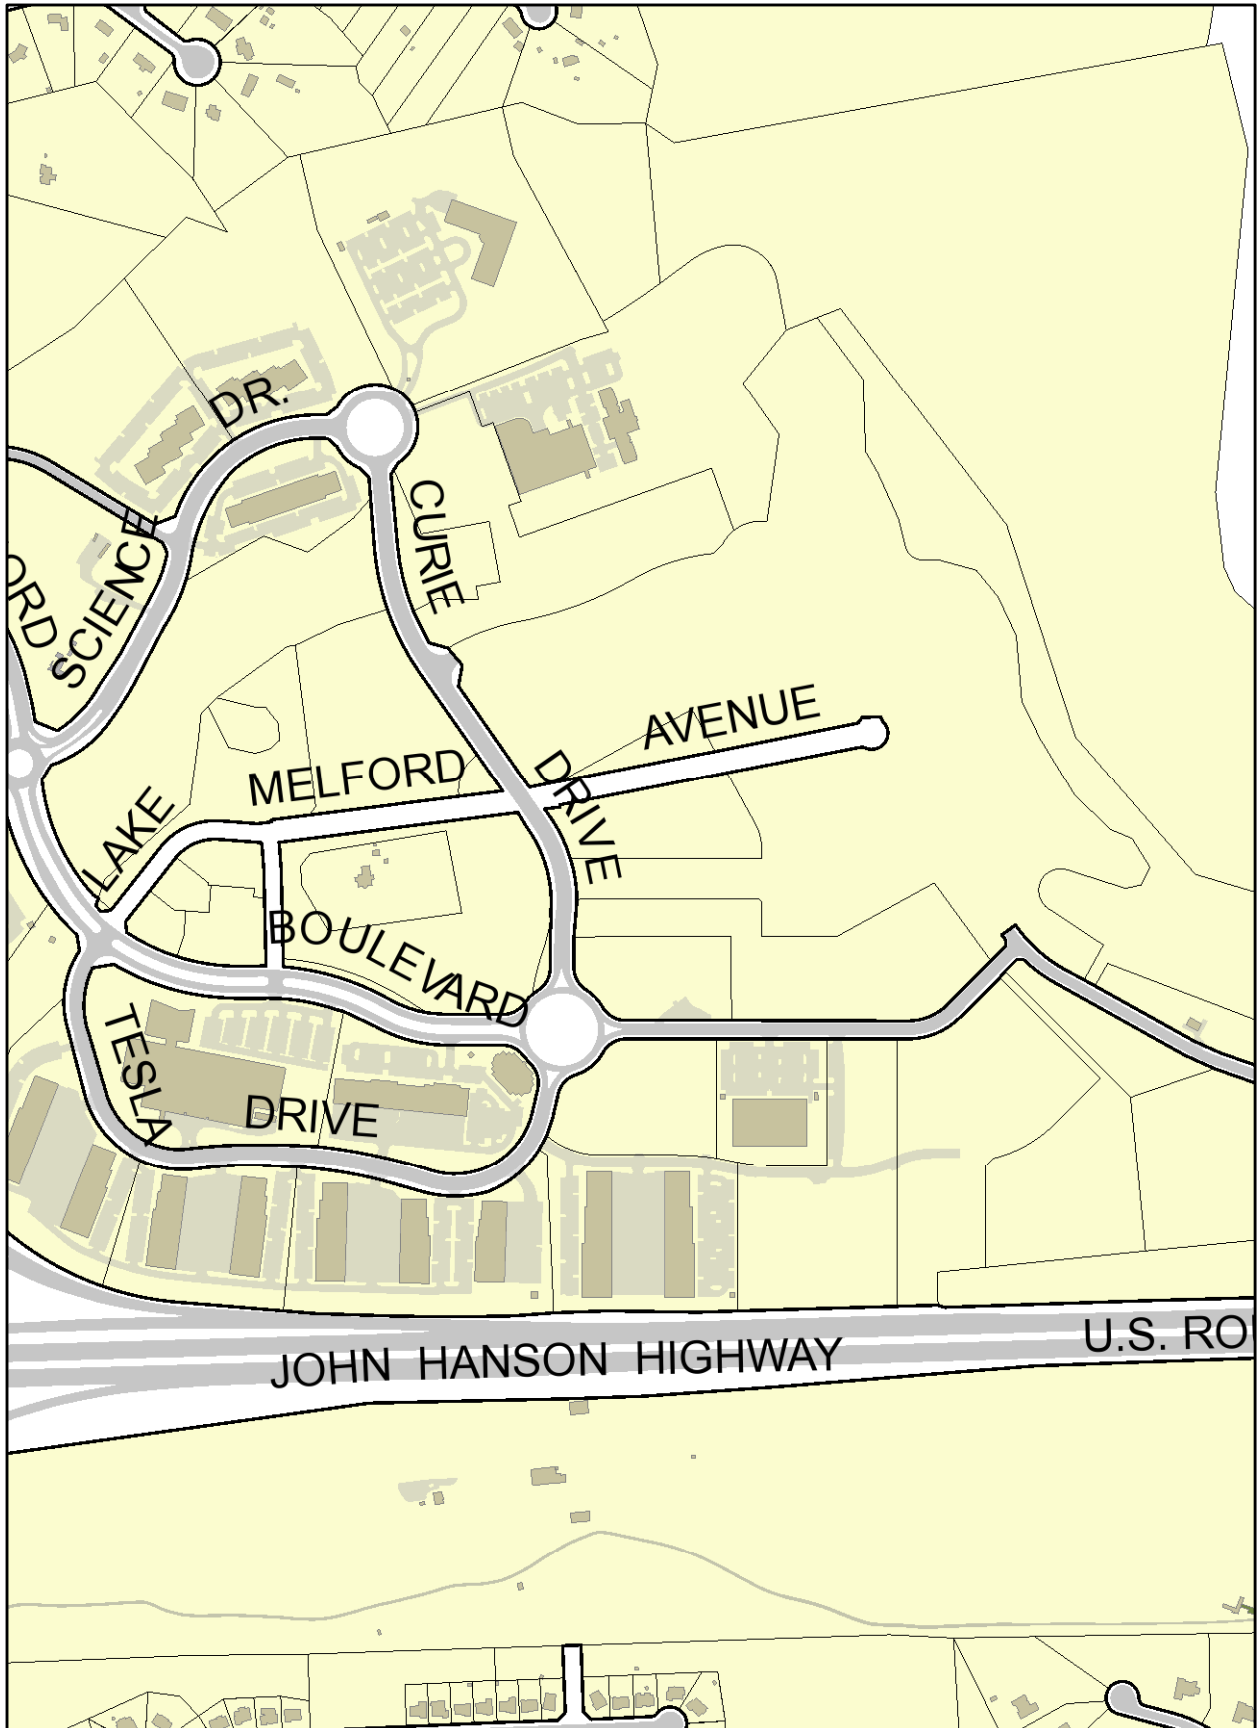 DR.
CURIE
SCIENCE
ORD
AVENUE
MELFORD
DRIVE
LAKE
BOULEVARD
TESLA
DRIVE
U.S. RO
JOHN HANSON HIGHWAY